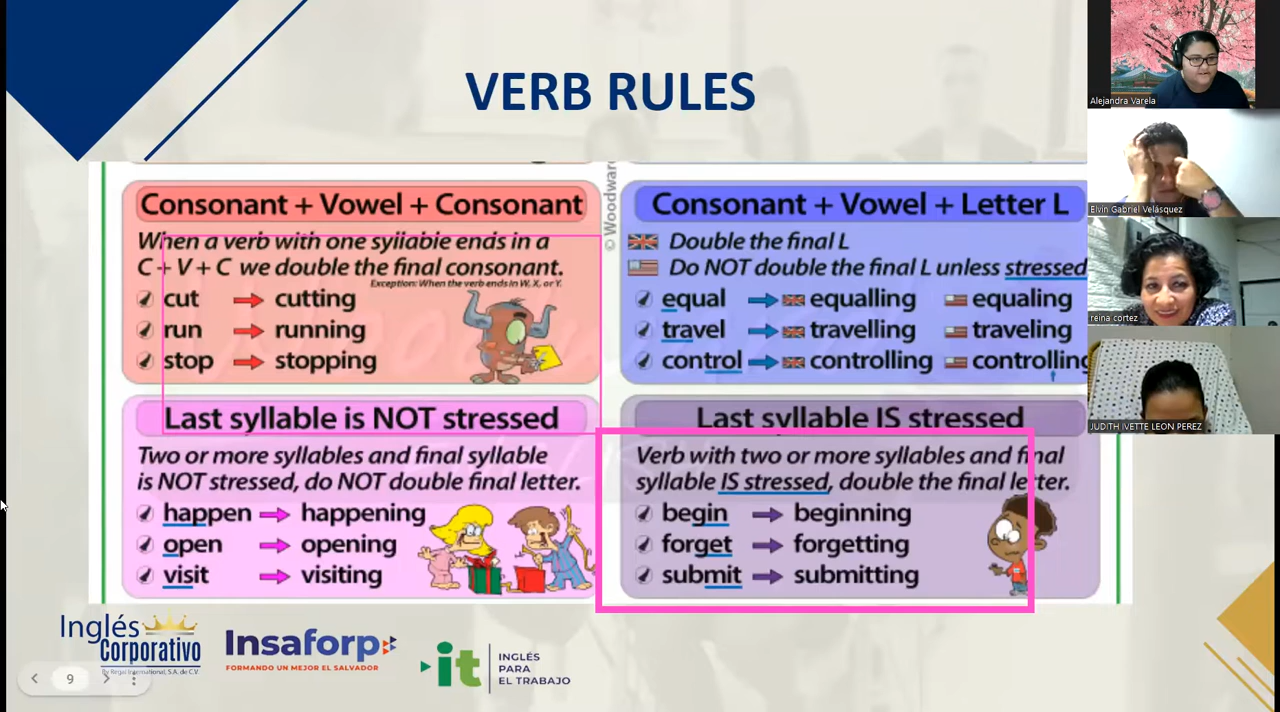 VERB RULES
Consonant + Vowel + Consonant
When a verb with one syllable ends in a
C + V + C we double the final consonant.
Exception: When the verb ends in W, X, or Y.
cut cutting
run running
stop stopping
© Woodwar
Consonant + Vowel + Letter L
Double the final L
Do NOT double the final L unless stressed
equal equalling equaling
travel travelling traveling
control controlling controlling
Last syllable is NOT stressed
Two or more syllables and final syllable
is NOT stressed, do NOT double final letter.
happen happening
open opening
visit visiting
Last syllable IS stressed
Verb with two or more syllables and final
syllable IS stressed, double the final letter.
begin beginning
forget forgetting
submit submitting
Inglés
Corporativo
By Regal International, S.A. de C.V.
Insaforp
FORMANDO UN MEJOR EL SALVADOR
it
INGLÉS
PARA
EL TRABAJO
9
Alejandra Varela
Elvin Gabriel Velásquez
reina cortez
JUDITH IVETTE LEON PEREZ